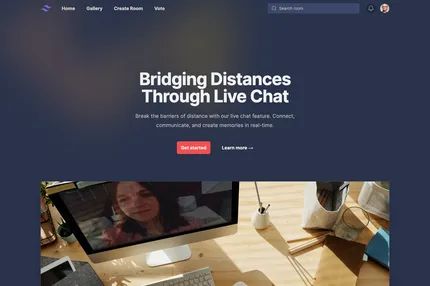 Home
Gallery
Create Room
Vote
Search room
Bridging Distances
Through Live Chat
Break the barriers of distance with our live chat feature. Connect,
communicate, and create memories in real-time.
Get started
Learn more →